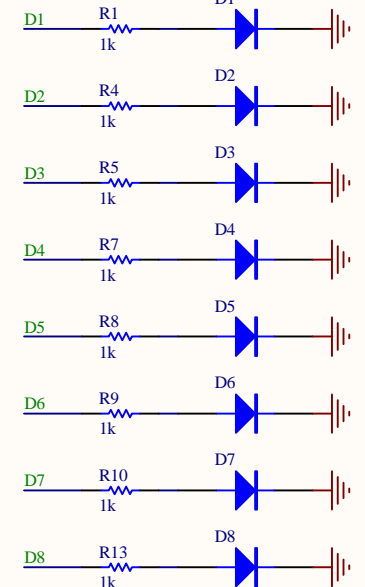 D1
D1 R1
1k
D2
D2 R4
1k
D3
D3 R5
1k
D4
D4 R7
1k
D5
D5 R8
1k
D6
D6 R9
1k
D7
D7 R10
1k
D8
D8 R13
1k